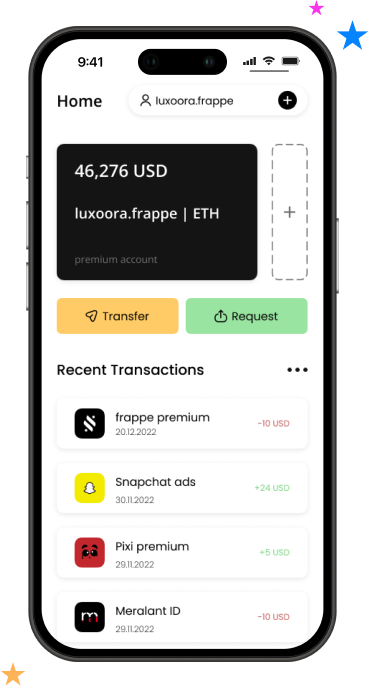 9:41
Home
luxoora.frappe
46,276 USD
luxoora.frappe | ETH
premium account
Transfer
Request
Recent Transactions
frappe premium
20.12.2022
-10 USD
Snapchat ads
30.11.2022
+24 USD
Pixi premium
29.11.2022
+5 USD
Meralant ID
29.11.2022
-10 USD